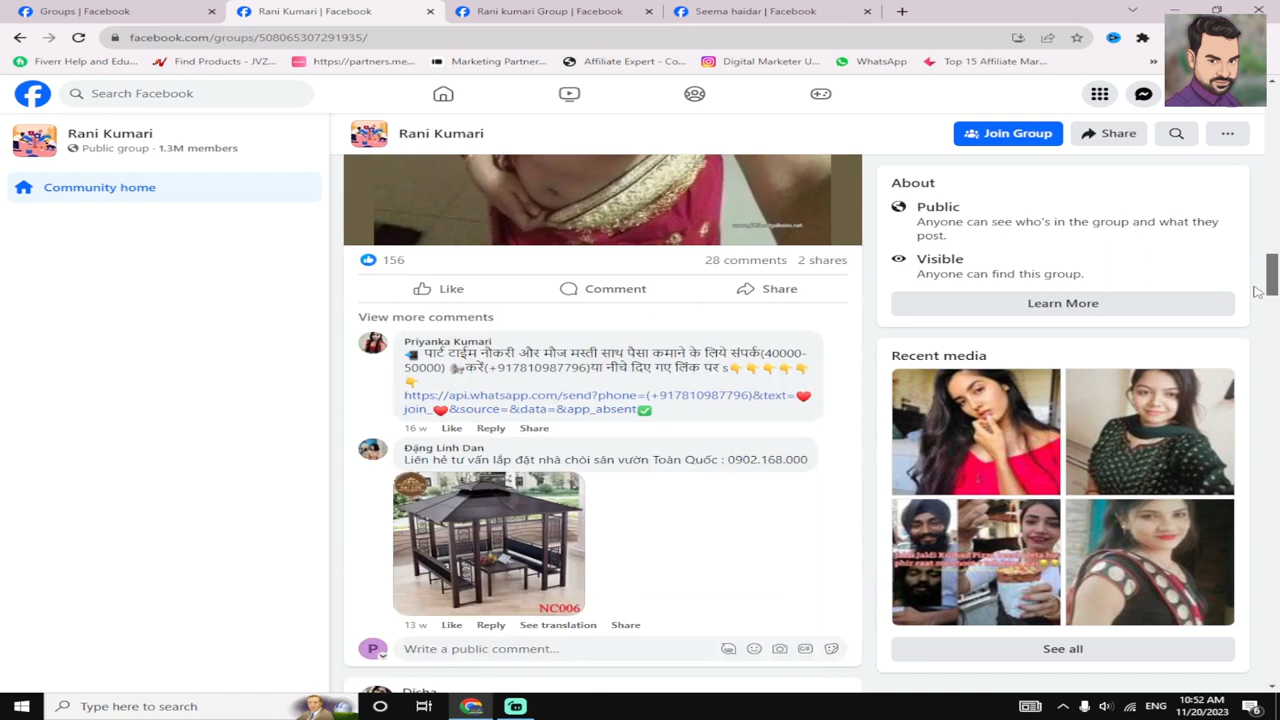 Groups | Facebook
Rani Kumari | Facebook
Rani kumari Group | Facebook
Seema haidar | Facebook
facebook.com/groups/508065307291935/
Fiverr Help and Edu...
Find Products - JVZ...
https://partners.me...
Marketing Partner...
Affiliate Expert - Co...
Digital Marketer U...
WhatsApp
Top 15 Affiliate Mar...
Search Facebook
Rani Kumari
Public group · 1.3M members
Community home
Rani Kumari
Join Group
Share
156
28 comments 2 shares
Like
Comment
Share
View more comments
Priyanka Kumari
📲 पार्ट टाईम नौकरी और मौज मस्ती साथ पैसा कमाने के लिये संपर्क(40000-
50000) करें(+917810987796)या नीचे दिए गए लिंक पर s👇👇👇👇👇
👇
https://api.whatsapp.com/send?phone=(+917810987796)&text=❤️
join_❤️&source=&data=&app_absent✅
16 w Like Reply Share
Đặng Linh Dan
Liên hệ tư vấn lắp đặt nhà chòi sân vườn Toàn Quốc : 0902.168.000
NC006
13 w Like Reply See translation Share
P
Write a public comment...
GIF
Disha
About
Public
Anyone can see who's in the group and what they
post.
Visible
Anyone can find this group.
Learn More
Recent media
See all
Type here to search
ENG
10:52 AM
11/20/2023
6